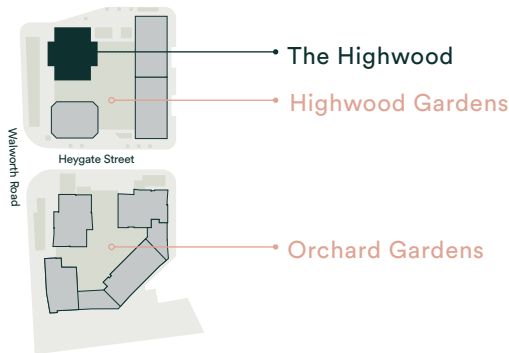 The Highwood
Highwood Gardens
Walworth Road
Heygate Street
Orchard Gardens